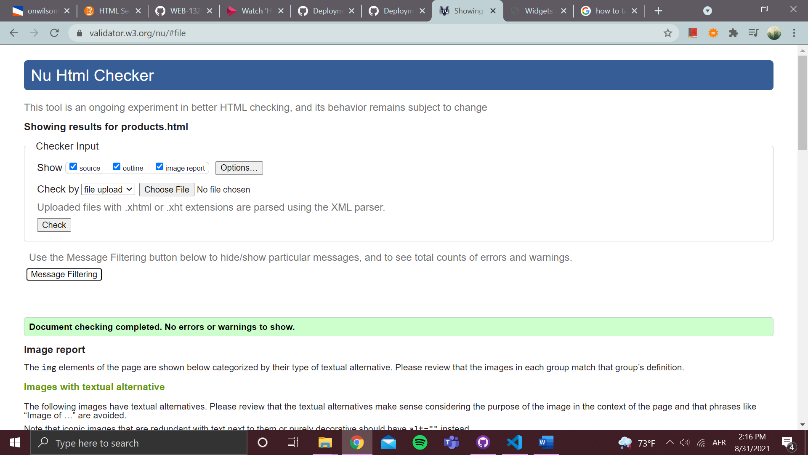 onwilson
HTML Se
WEB-132
Watch 'H
Deploym
Deploym
Showing
Widgets
how to t
validator.w3.org/nu/#file
Nu Html Checker
This tool is an ongoing experiment in better HTML checking, and its behavior remains subject to change
Showing results for products.html
Checker Input
Show source outline image report Options...
Check by file upload Choose File No file chosen
Uploaded files with .xhtml or .xht extensions are parsed using the XML parser.
Check
Use the Message Filtering button below to hide/show particular messages, and to see total counts of errors and warnings.
Message Filtering
Document checking completed. No errors or warnings to show.
Image report
The img elements of the page are shown below categorized by their type of textual alternative. Please review that the images in each group match that group's definition.
Images with textual alternative
The following images have textual alternatives. Please review that the textual alternatives make sense considering the purpose of the image in the context of the page and that phrases like
"Image of …" are avoided.
Note that iconic images that are redundant with text next to them or purely decorative should have alt="" instead.
Type here to search
73°F
AFR
2:16 PM
8/31/2021
4